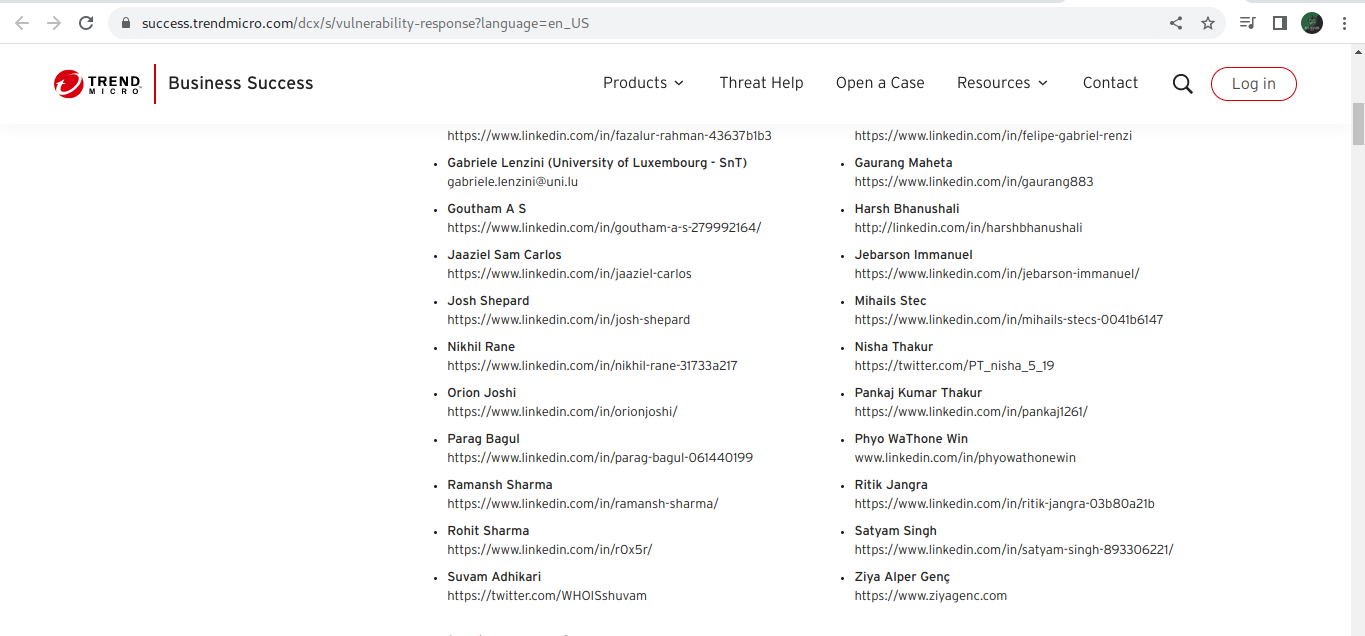 success.trendmicro.com/dcx/s/vulnerability-response?language=en_US
TREND MICRO
Business Success
Products
Threat Help
Open a Case
Resources
Contact
Log in
https://www.linkedin.com/in/fazalur-rahman-43637b1b3
Gabriele Lenzini (University of Luxembourg - SnT)
gabriele.lenzini@uni.lu
Goutham A S
https://www.linkedin.com/in/goutham-a-s-279992164/
Jaaziel Sam Carlos
https://www.linkedin.com/in/jaaziel-carlos
Josh Shepard
https://www.linkedin.com/in/josh-shepard
Nikhil Rane
https://www.linkedin.com/in/nikhil-rane-31733a217
Orion Joshi
https://www.linkedin.com/in/orionjoshi/
Parag Bagul
https://www.linkedin.com/in/parag-bagul-061440199
Ramansh Sharma
https://www.linkedin.com/in/ramansh-sharma/
Rohit Sharma
https://www.linkedin.com/in/r0x5r/
Suvam Adhikari
https://twitter.com/WHOISshuvam
https://www.linkedin.com/in/felipe-gabriel-renzi
Gaurang Maheta
https://www.linkedin.com/in/gaurang883
Harsh Bhanushali
http://linkedin.com/in/harshbhanushali
Jebarson Immanuel
https://www.linkedin.com/in/jebarson-immanuel/
Mihails Stec
https://www.linkedin.com/in/mihails-stecs-0041b6147
Nisha Thakur
https://twitter.com/PT_nisha_5_19
Pankaj Kumar Thakur
https://www.linkedin.com/in/pankaj1261/
Phyo WaThone Win
www.linkedin.com/in/phyowathonewin
Ritik Jangra
https://www.linkedin.com/in/ritik-jangra-03b80a21b
Satyam Singh
https://www.linkedin.com/in/satyam-singh-893306221/
Ziya Alper Genç
https://www.ziyagenc.com